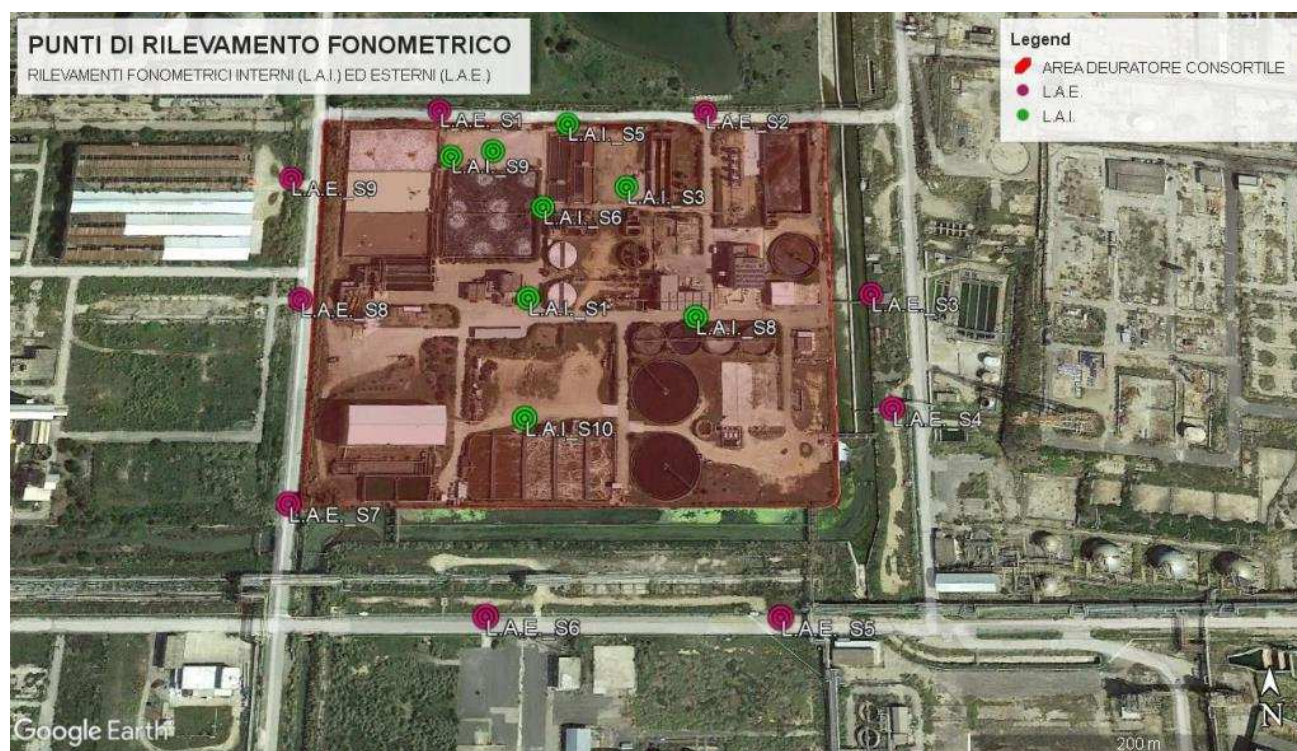 PUNTI DI RILEVAMENTO FONOMETRICO
RILEVAMENTI FONOMETRICI INTERNI (L.A.I.) ED ESTERNI (L.A.E.)
Legend
AREA DEURATORE CONSORTILE
L.A.E.
L.A.I.
L.A.E._S1
L.A.I._S5
L.A.E._S2
L.A.I._S9
L.A.E._S9
L.A.I._S3
L.A.I._S6
L.A.E._S8
L.A.I._S1
L.A.E._S3
L.A.I._S8
L.A.E._S4
L.A.I_S10
L.A.E._S7
L.A.E._S6
L.A.E._S5
Google Earth
200 m
N